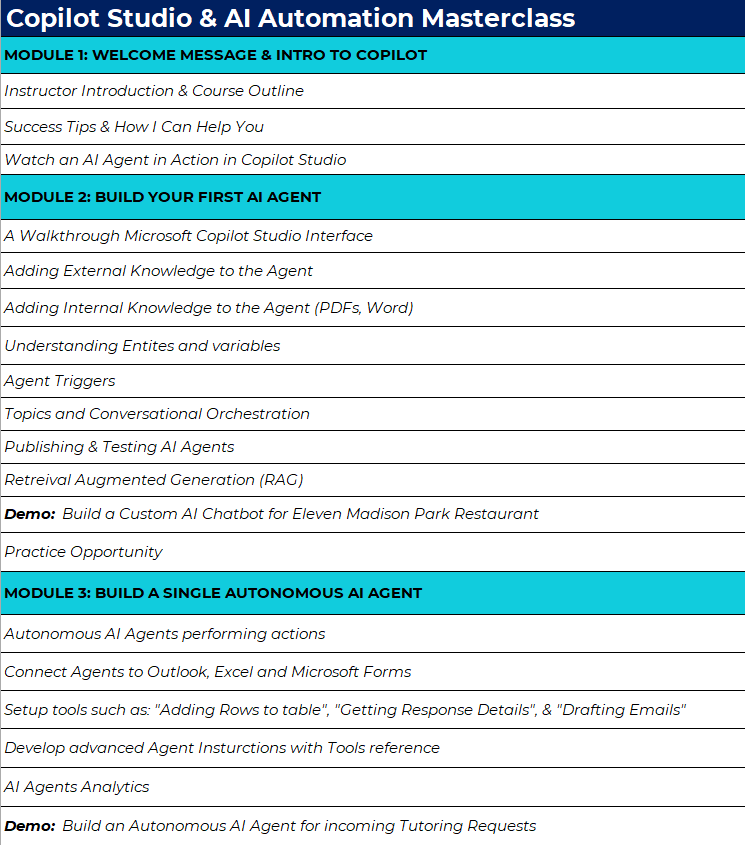 Copilot Studio & AI Automation Masterclass
MODULE 1: WELCOME MESSAGE & INTRO TO COPILOT
Instructor Introduction & Course Outline
Success Tips & How I Can Help You
Watch an AI Agent in Action in Copilot Studio
MODULE 2: BUILD YOUR FIRST AI AGENT
A Walkthrough Microsoft Copilot Studio Interface
Adding External Knowledge to the Agent
Adding Internal Knowledge to the Agent (PDFs, Word)
Understanding Entites and variables
Agent Triggers
Topics and Conversational Orchestration
Publishing & Testing AI Agents
Retreival Augmented Generation (RAG)
Demo: Build a Custom AI Chatbot for Eleven Madison Park Restaurant
Practice Opportunity
MODULE 3: BUILD A SINGLE AUTONOMOUS AI AGENT
Autonomous AI Agents performing actions
Connect Agents to Outlook, Excel and Microsoft Forms
Setup tools such as: "Adding Rows to table", "Getting Response Details", & "Drafting Emails"
Develop advanced Agent Insturctions with Tools reference
AI Agents Analytics
Demo: Build an Autonomous AI Agent for incoming Tutoring Requests